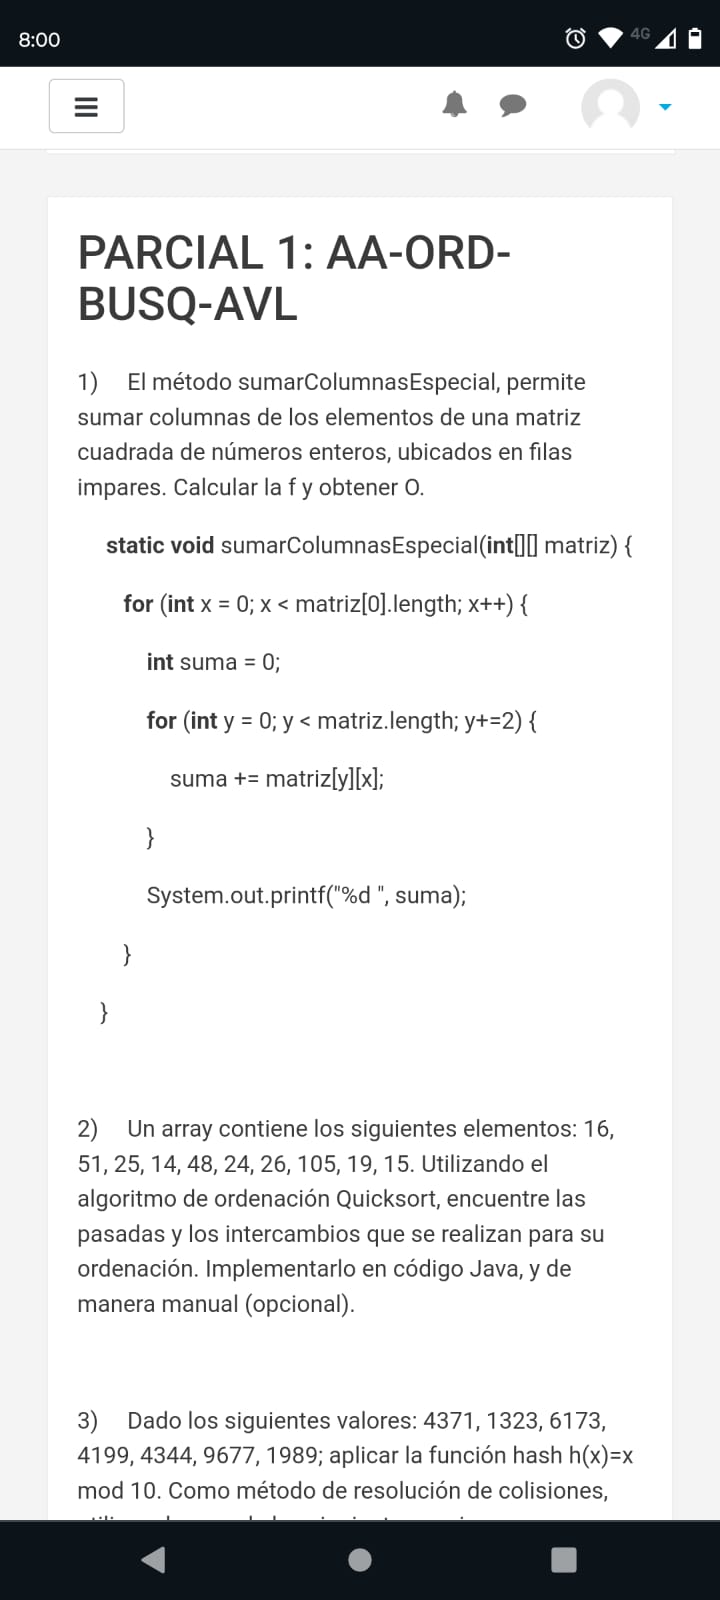 8:00
4G
PARCIAL 1: AA-ORD-
BUSQ-AVL
1) El método sumarColumnasEspecial, permite
sumar columnas de los elementos de una matriz
cuadrada de números enteros, ubicados en filas
impares. Calcular la f y obtener O.
static void sumarColumnasEspecial(int[][] matriz) {
for (int x = 0; x < matriz[0].length; x++) {
int suma = 0;
for (int y = 0; y < matriz.length; y+=2) {
suma += matriz[y][x];
}
System.out.printf("%d ", suma);
}
}
2) Un array contiene los siguientes elementos: 16,
51, 25, 14, 48, 24, 26, 105, 19, 15. Utilizando el
algoritmo de ordenación Quicksort, encuentre las
pasadas y los intercambios que se realizan para su
ordenación. Implementarlo en código Java, y de
manera manual (opcional).
3) Dado los siguientes valores: 4371, 1323, 6173,
4199, 4344, 9677, 1989; aplicar la función hash h(x)=x
mod 10. Como método de resolución de colisiones,